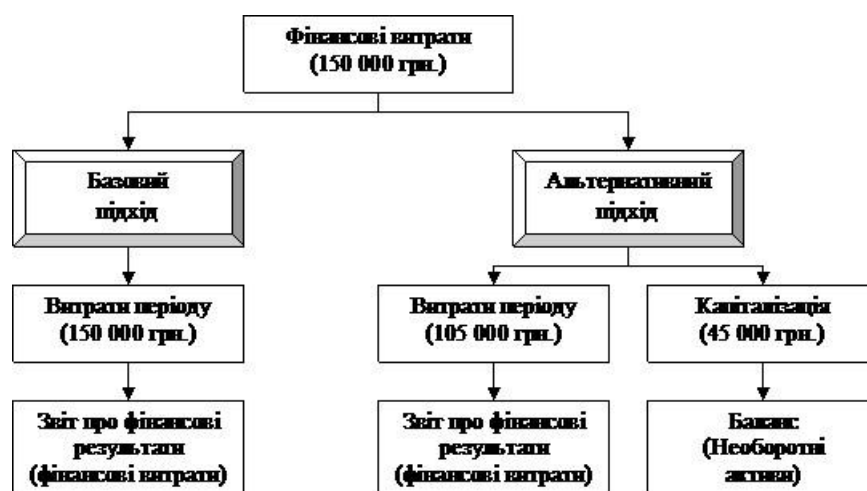 Фінансові витрати
(150 000 грн.)
Базовий
підхід
Альтернативний
підхід
Витрати періоду
(150 000 грн.)
Витрати періоду
(105 000 грн.)
Капіталізація
(45 000 грн.)
Звіт про фінансові
результати
(фінансові витрати)
Звіт про фінансові
результати
(фінансові витрати)
Баланс
(Необоротні
активи)